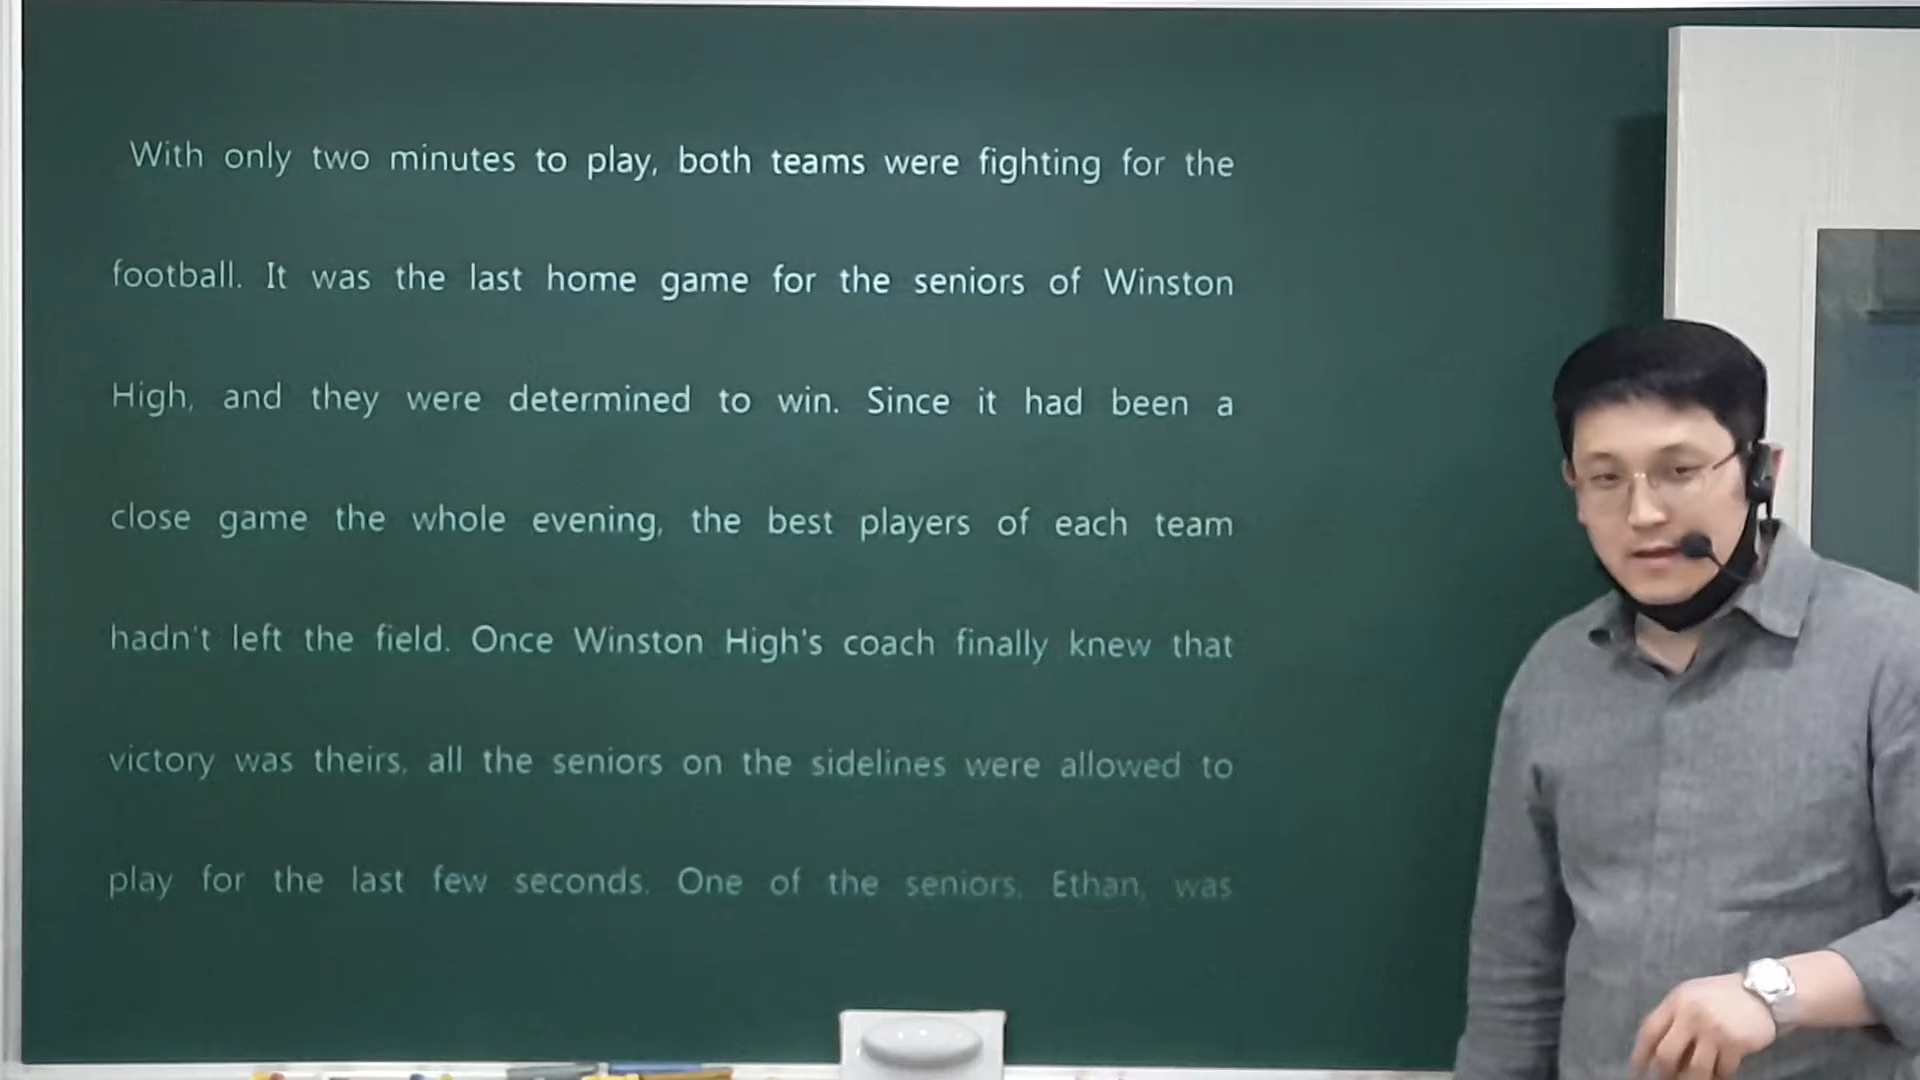 With only two minutes to play, both teams were fighting for the
football. It was the last home game for the seniors of Winston
High, and they were determined to win. Since it had been a
close game the whole evening, the best players of each team
hadn't left the field. Once Winston High's coach finally knew that
victory was theirs, all the seniors on the sidelines were allowed to
play for the last few seconds. One of the seniors, Ethan, was